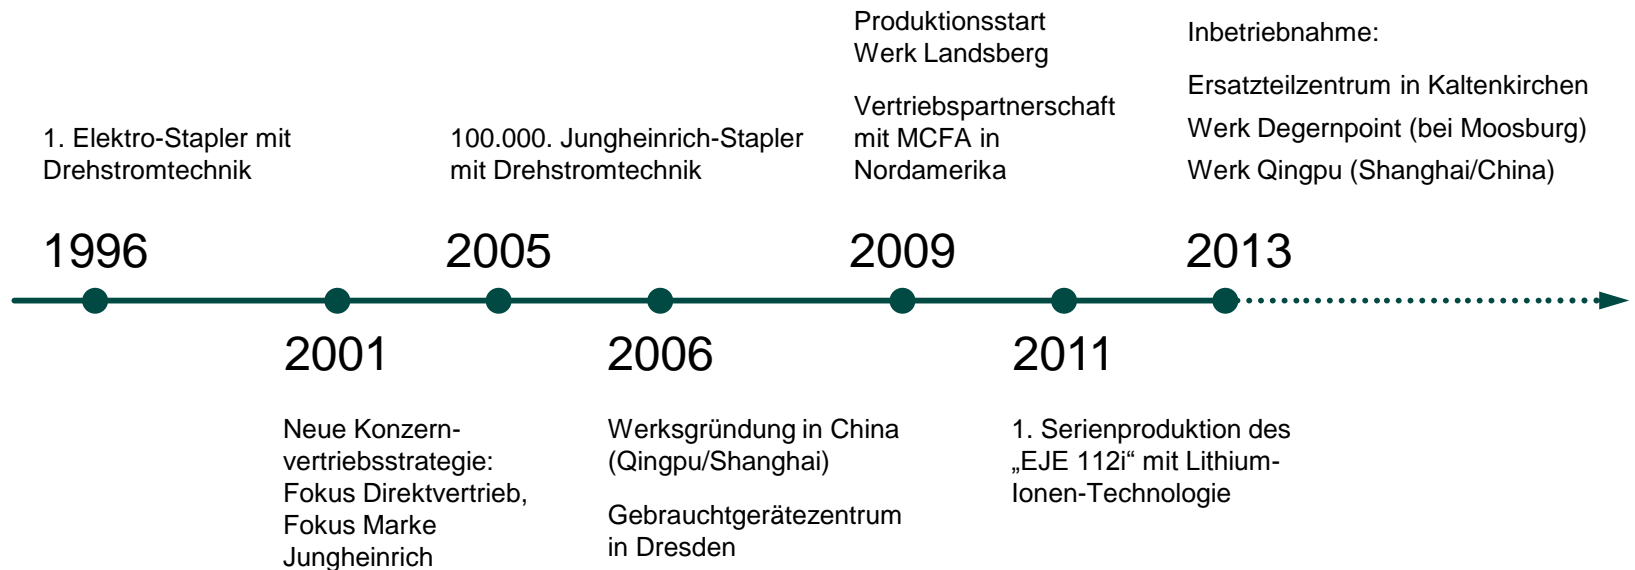 1. Elektro-Stapler mit
Drehstromtechnik
1996
Neue Konzern-
vertriebsstrategie:
Fokus Direktvertrieb,
Fokus Marke
Jungheinrich
2001
100.000. Jungheinrich-Stapler
mit Drehstromtechnik
2005
2006
Werksgründung in China
(Qingpu/Shanghai)
Gebrauchtgerätezentrum
in Dresden
Produktionsstart
Werk Landsberg
Vertriebspartnerschaft
mit MCFA in
Nordamerika
2009
2011
1. Serienproduktion des
„EJE 112i“ mit Lithium-
Ionen-Technologie
Inbetriebnahme:
Ersatzteilzentrum in Kaltenkirchen
Werk Degernpoint (bei Moosburg)
Werk Qingpu (Shanghai/China)
2013